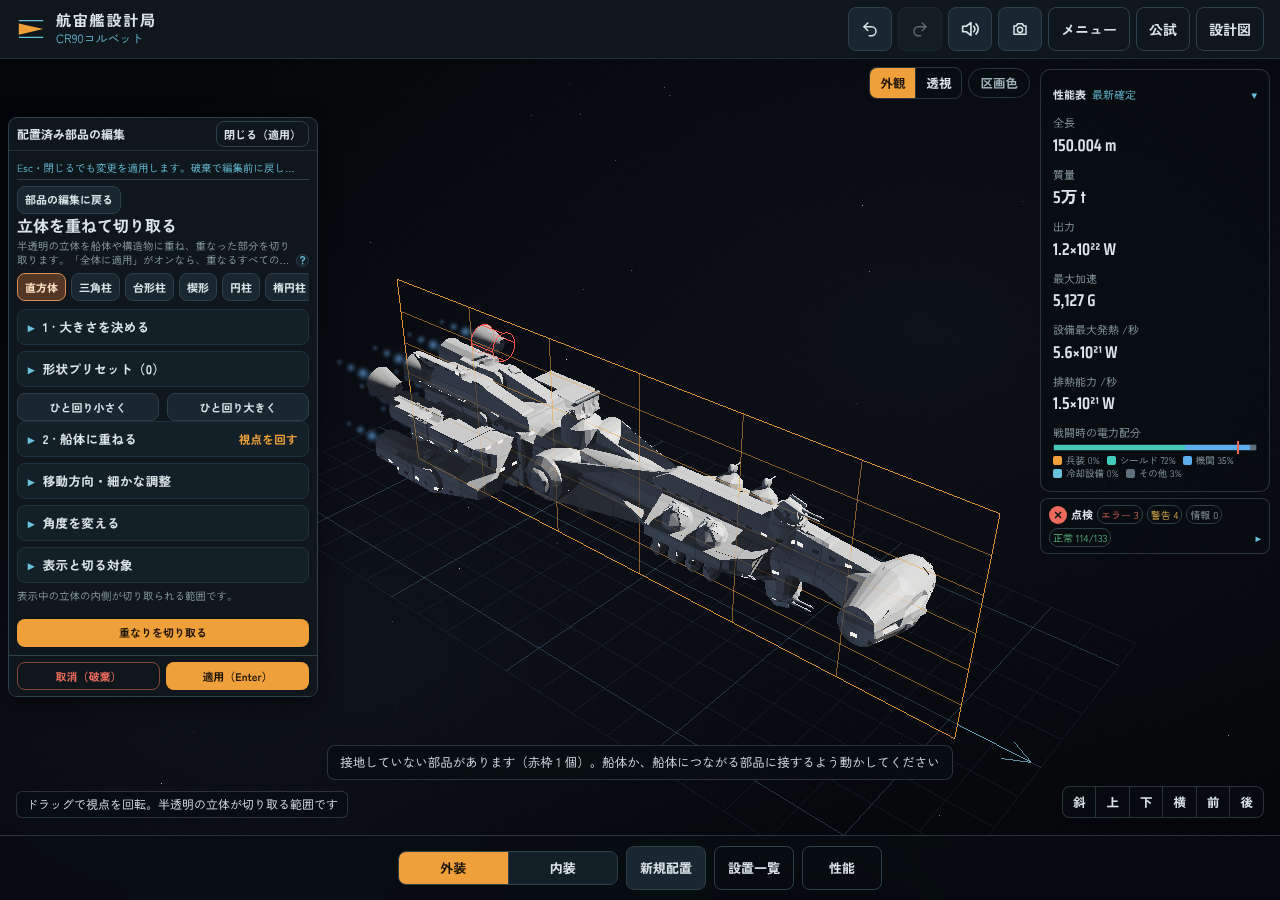 航宙艦設計局
CR90コルベット
メニュー
公試
設計図
外観
透視
区画色
配置済み部品の編集
閉じる（適用）
Esc・閉じるでも変更を適用します。破棄で編集前に戻し…
部品の編集に戻る
立体を重ねて切り取る
半透明の立体を船体や構造物に重ね、重なった部分を切り
取ります。「全体に適用」がオンなら、重なるすべての…
?
直方体
三角柱
台形柱
楔形
円柱
楕円柱
▶ 1・大きさを決める
▶ 形状プリセット（0）
ひと回り小さく
ひと回り大きく
▶ 2・船体に重ねる
視点を回す
▶ 移動方向・細かな調整
▶ 角度を変える
▶ 表示と切る対象
表示中の立体の内側が切り取られる範囲です。
重なりを切り取る
取消（破棄）
適用（Enter）
性能表 最新確定 ▼
全長
150.004 m
質量
5万 t
出力
1.2×10²² W
最大加速
5,127 G
設備最大発熱 /秒
5.6×10²¹ W
排熱能力 /秒
1.5×10²¹ W
戦闘時の電力配分
兵装 0% シールド 72% 機関 35%
冷却設備 0% その他 3%
点検 エラー 3 警告 4 情報 0
正常 114/133 ▶
接地していない部品があります（赤枠 1 個）。船体か、船体につながる部品に接するよう動かしてください
ドラッグで視点を回転。半透明の立体が切り取る範囲です
斜 上 下 横 前 後
外装
内装
新規配置
設置一覧
性能